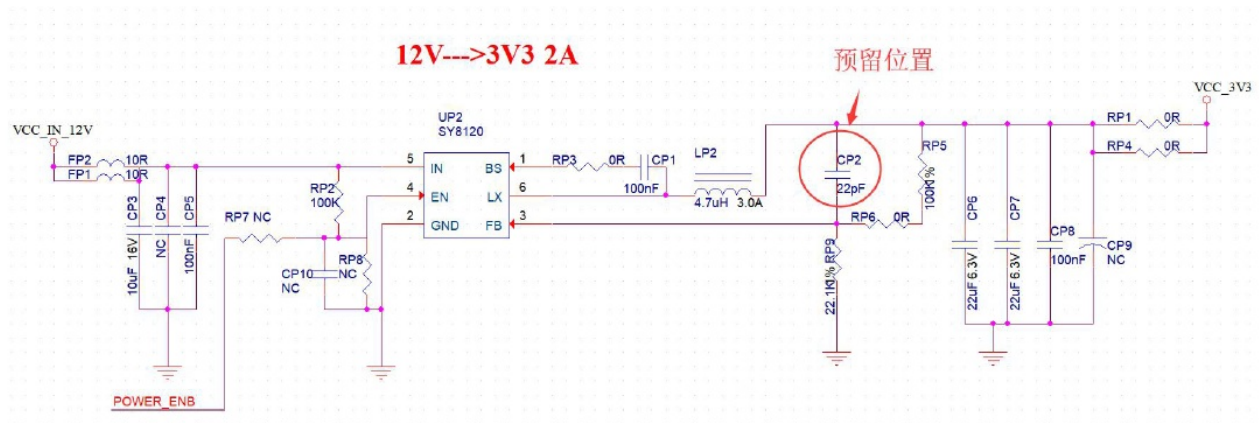 12V--->3V3 2A
预留位置
VCC_3V3
VCC_IN_12V
UP2
SY8120
FP2
10R
FP1
10R
5
IN
BS
1
RP3
0R
CP1
100nF
LP2
4.7uH
3.0A
CP2
22pF
RP5
100K1%
RP1
0R
RP4
0R
RP2
100K
4
EN
LX
6
2
GND
FB
3
RP6
0R
CP3
10uF 16V
CP4
NC
CP5
100nF
RP7 NC
CP10
NC
RP8
NC
RP9
22.1K1%
CP6
22uF 6.3V
CP7
22uF 6.3V
CP8
100nF
CP9
NC
POWER_ENB